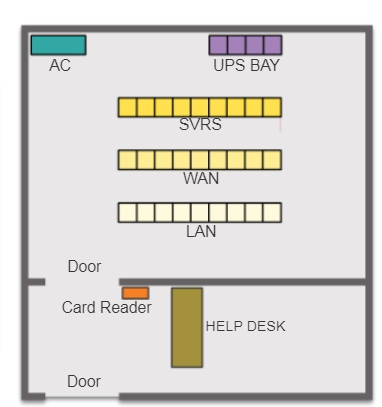 AC
UPS BAY
SVRS
WAN
LAN
Door
Card Reader
HELP DESK
Door